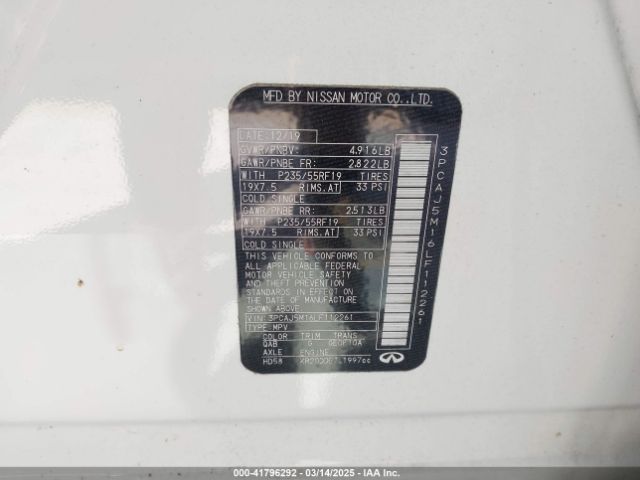 MFD BY NISSAN MOTOR CO.,LTD.
DATE:12/19
GVWR/PNBV: 4,916LB
GAWR/PNBE FR: 2,822LB
WITH P235/55RF19 TIRES
19X7.5 RIMS,AT 33 PSI
COLD SINGLE
GAWR/PNBE RR: 2,513LB
WITH P235/55RF19 TIRES
19X7.5 RIMS,AT 33 PSI
COLD SINGLE
THIS VEHICLE CONFORMS TO
ALL APPLICABLE FEDERAL
MOTOR VEHICLE SAFETY
AND THEFT PREVENTION
STANDARDS IN EFFECT ON
THE DATE OF MANUFACTURE
SHOWN ABOVE.
VIN:3PCAJ5M16LF112261
TYPE:MPV
COLOR TRIM TRANS.
QAB G
AXLE ENGINE
HD58 1997cc
3PCAJ5M16LF112261
INFINITI
000-41796292 - 03/14/2025 - IAA Inc.